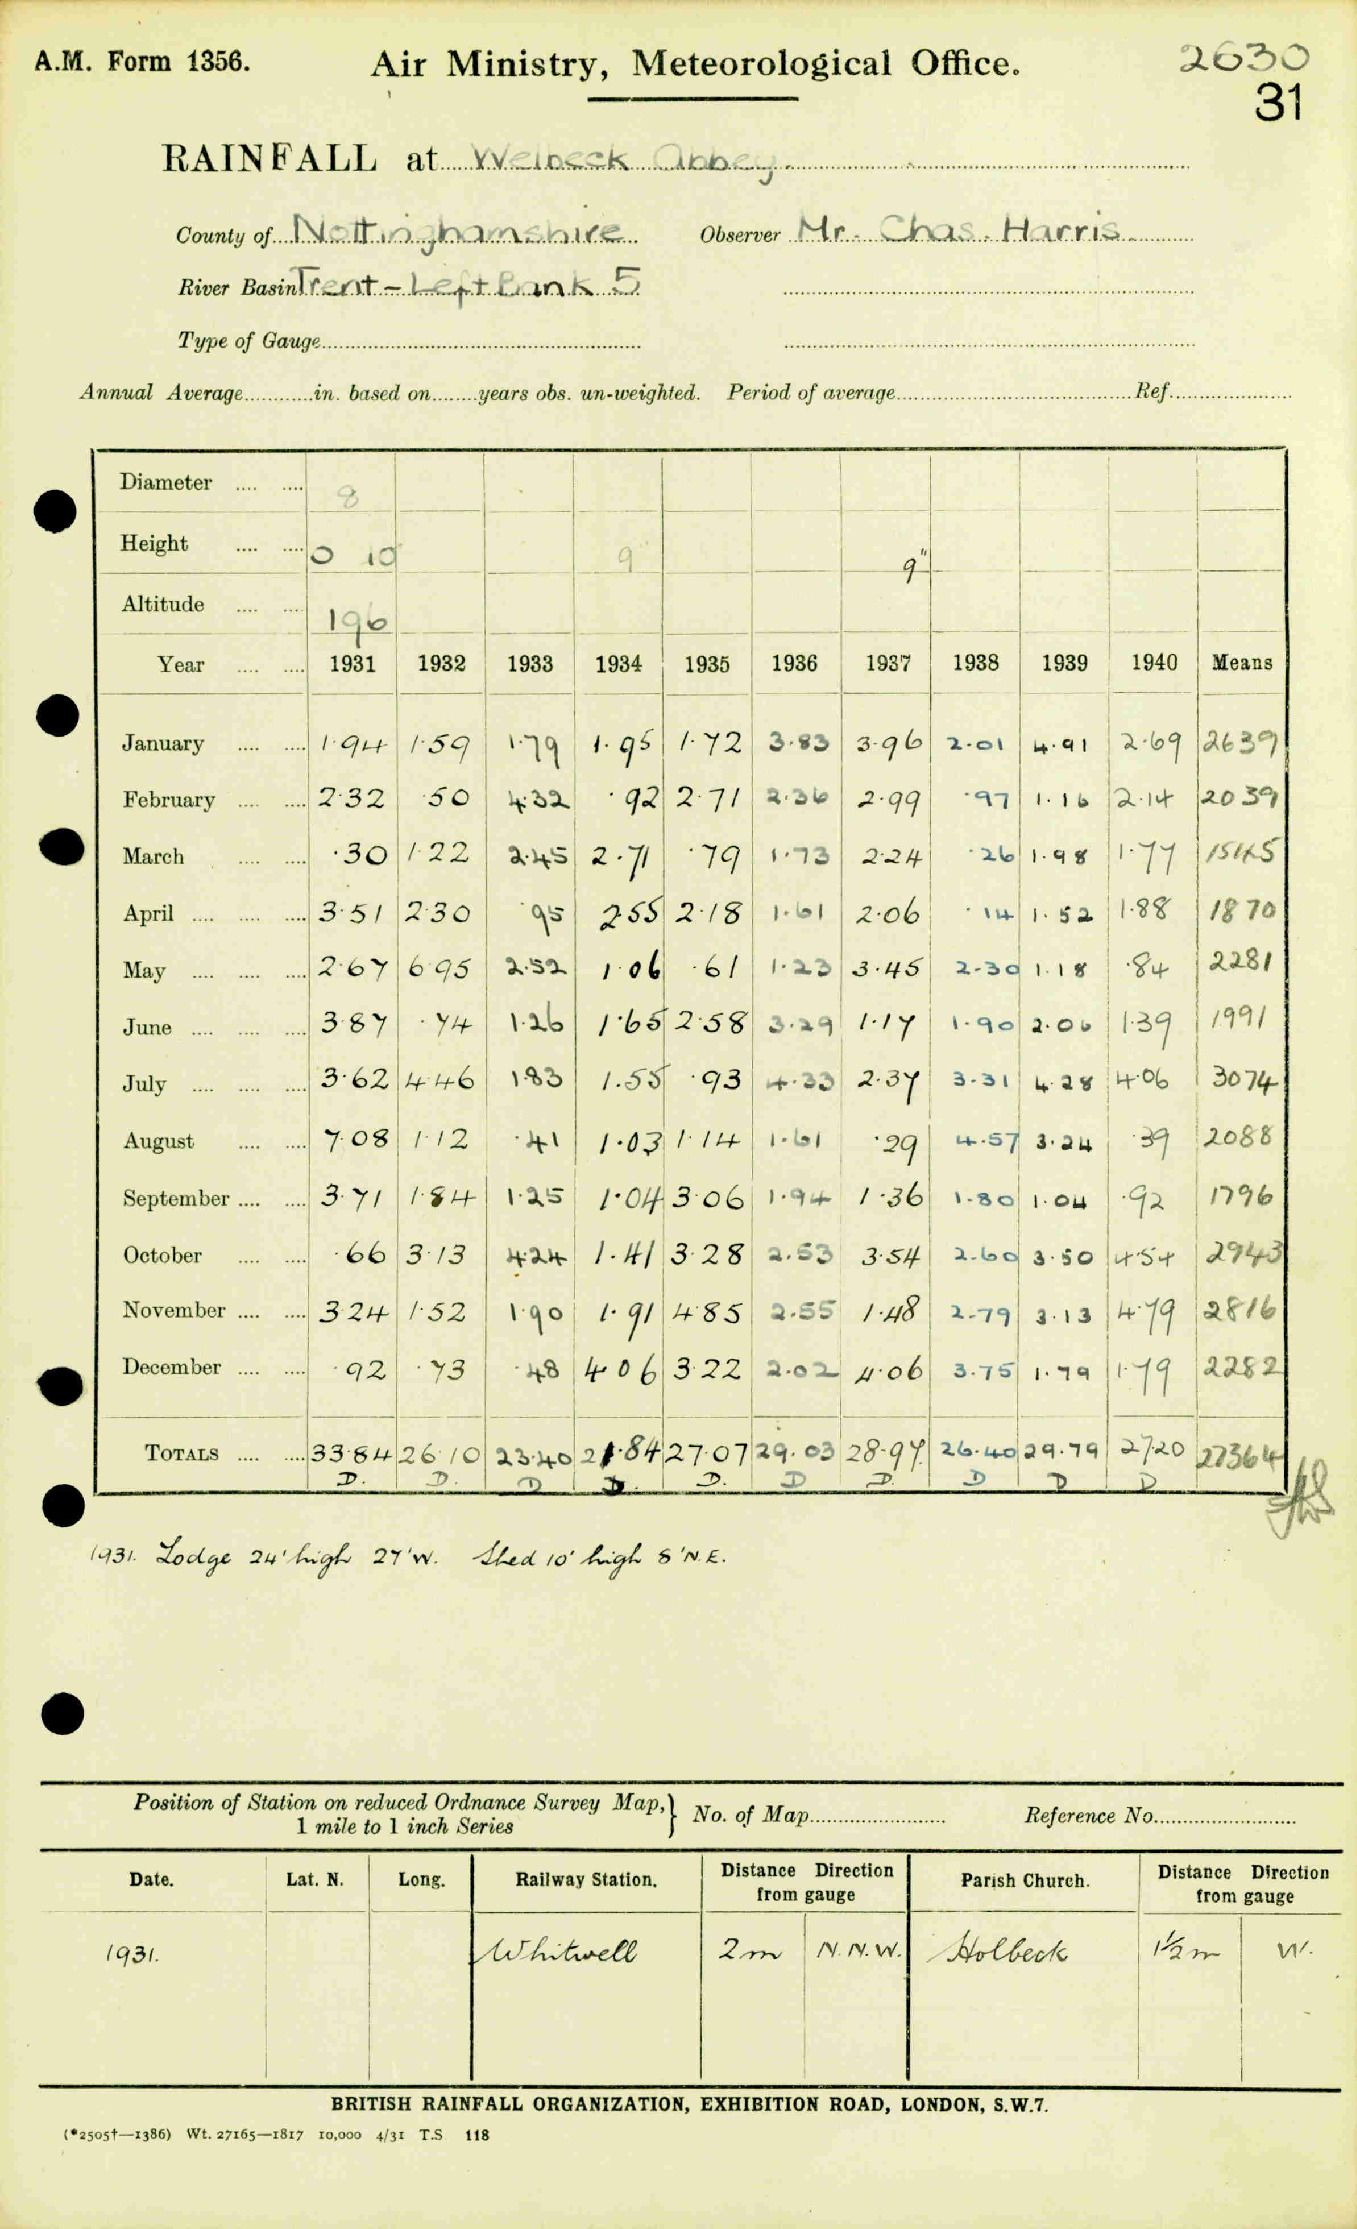 A.M. Form 1356. Air Ministry, Meteorological Office. 2630
31
RAINFALL at Welbeck Abbey
County of Nottinghamshire Observer Mr. Chas. Harris
River Basin Trent - Left Bank 5
Type of Gauge
Annual Average in. based on years obs. un-weighted. Period of average Ref.
Diameter 8
Height 0 10 9 9"
Altitude 196
Year 1931 1932 1933 1934 1935 1936 1937 1938 1939 1940 Means
January 1.94 1.59 1.79 1.95 1.72 3.83 3.96 2.01 4.91 2.69 2639
February 2.32 .50 4.32 .92 2.71 2.36 2.99 .97 1.16 2.14 2039
March .30 1.22 2.45 2.71 .79 1.73 2.24 .26 1.98 1.77 1545
April 3.51 2.30 .95 2.55 2.18 1.61 2.06 .14 1.52 1.88 1870
May 2.67 6.95 2.52 1.06 .61 1.23 3.45 2.30 1.18 .84 2281
June 3.87 .74 1.26 1.65 2.58 3.29 1.17 1.90 2.06 1.39 1991
July 3.62 4.46 1.83 1.55 .93 4.33 2.37 3.31 4.28 4.06 3074
August 7.08 1.12 .41 1.03 1.14 1.61 .29 4.57 3.24 .39 2088
September 3.71 1.84 1.25 1.04 3.06 1.94 1.36 1.80 1.04 .92 1796
October .66 3.13 4.24 1.41 3.28 2.53 3.54 2.60 3.50 4.54 2943
November 3.24 1.52 1.90 1.91 4.85 2.55 1.48 2.79 3.13 4.79 2816
December .92 .73 .48 4.06 3.22 2.02 4.06 3.75 1.79 1.79 2282
TOTALS 33.84 26.10 23.40 21.84 27.07 29.03 28.97 26.40 29.79 27.20 27364
D. D. D D. D. D D. D D D
1931. Lodge 24' high 27' W. Shed 10' high 8' N.E.
Position of Station on reduced Ordnance Survey Map, } No. of Map Reference No.
1 mile to 1 inch Series
Date. Lat. N. Long. Railway Station. Distance Direction from gauge Parish Church. Distance Direction from gauge
1931. Whitwell 2m N.N.W. Holbeck 1½m W.
BRITISH RAINFALL ORGANIZATION, EXHIBITION ROAD, LONDON, S.W.7.
(*2505†—1386) Wt. 27165—1817 10,000 4/31 T.S 118